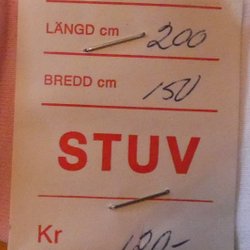 LÄNGD cm 200
BREDD cm 150
STUV
Kr 120-